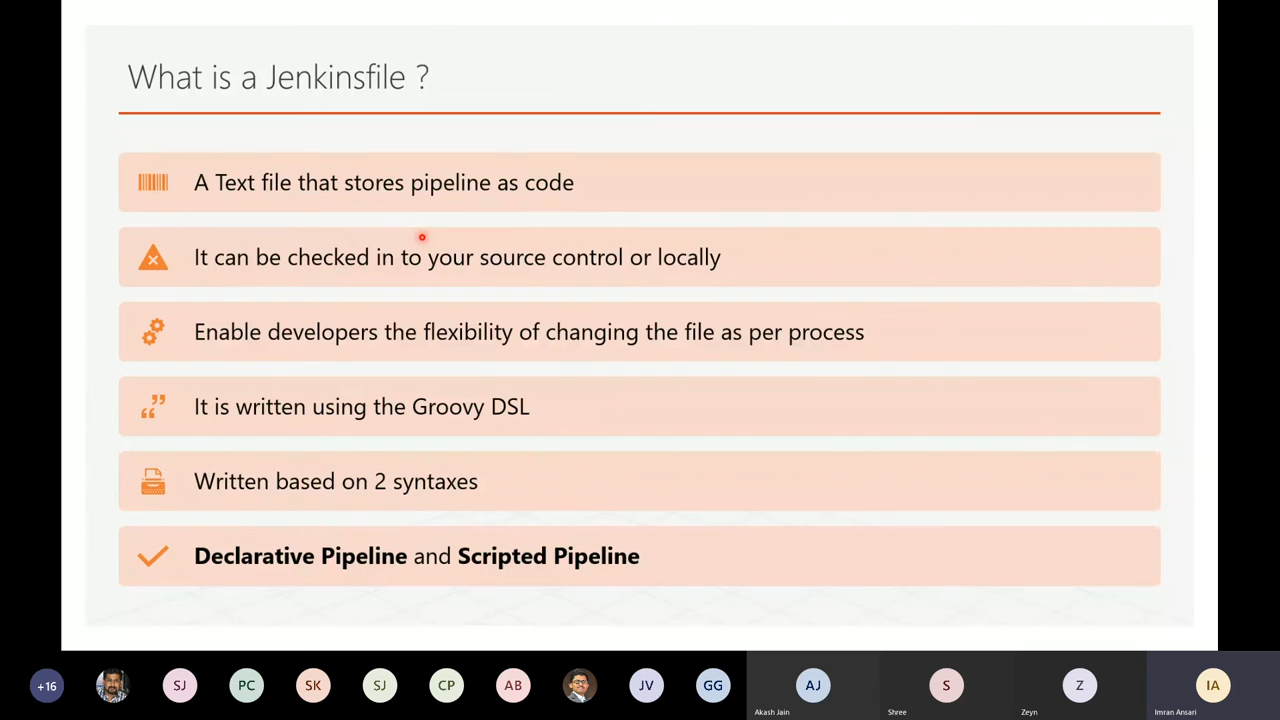 What is a Jenkinsfile ?
A Text file that stores pipeline as code
It can be checked in to your source control or locally
Enable developers the flexibility of changing the file as per process
It is written using the Groovy DSL
Written based on 2 syntaxes
Declarative Pipeline and Scripted Pipeline
+16 SJ PC SK SJ CP AB JV GG AJ S Z IA
Akash Jain Shree Zeyn Imran Ansari